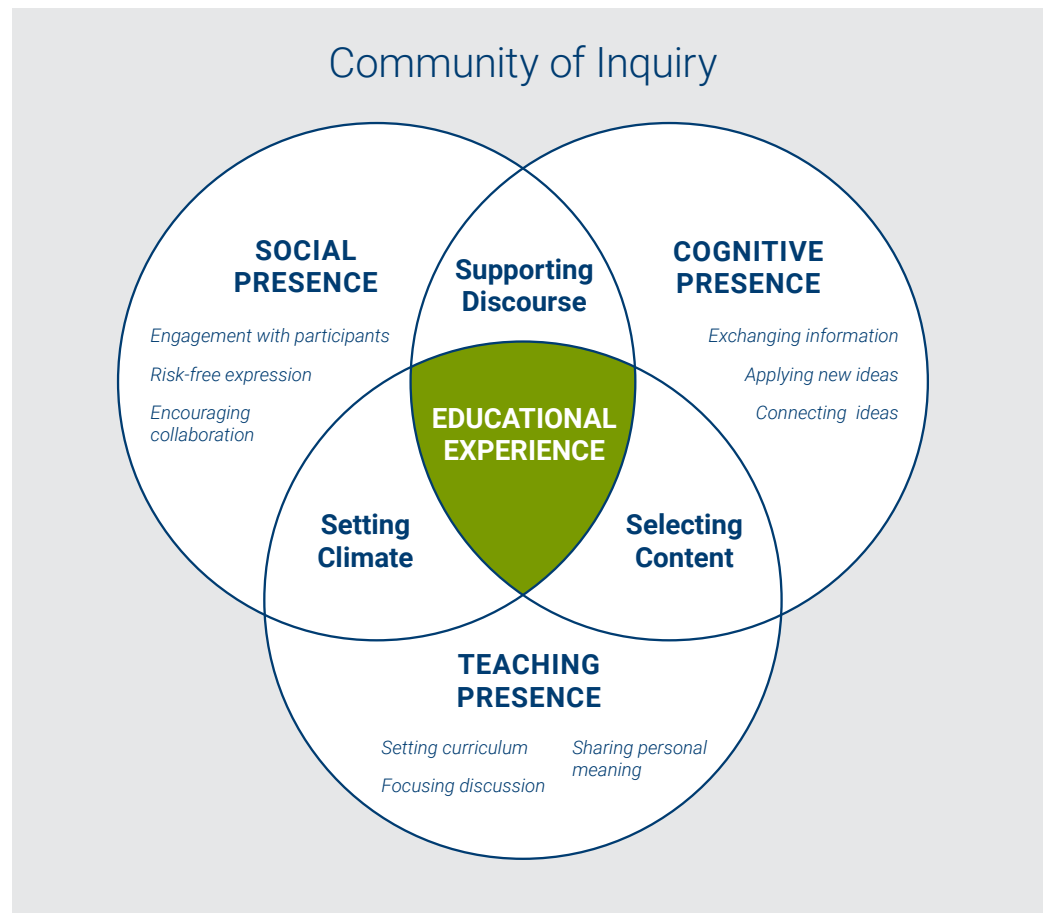 Community of Inquiry
SOCIAL
PRESENCE
Engagement with participants
Risk-free expression
Encouraging
collaboration
Supporting
Discourse
COGNITIVE
PRESENCE
Exchanging information
Applying new ideas
Connecting ideas
EDUCATIONAL
EXPERIENCE
Setting
Climate
Selecting
Content
TEACHING
PRESENCE
Setting curriculum
Focusing discussion
Sharing personal
meaning